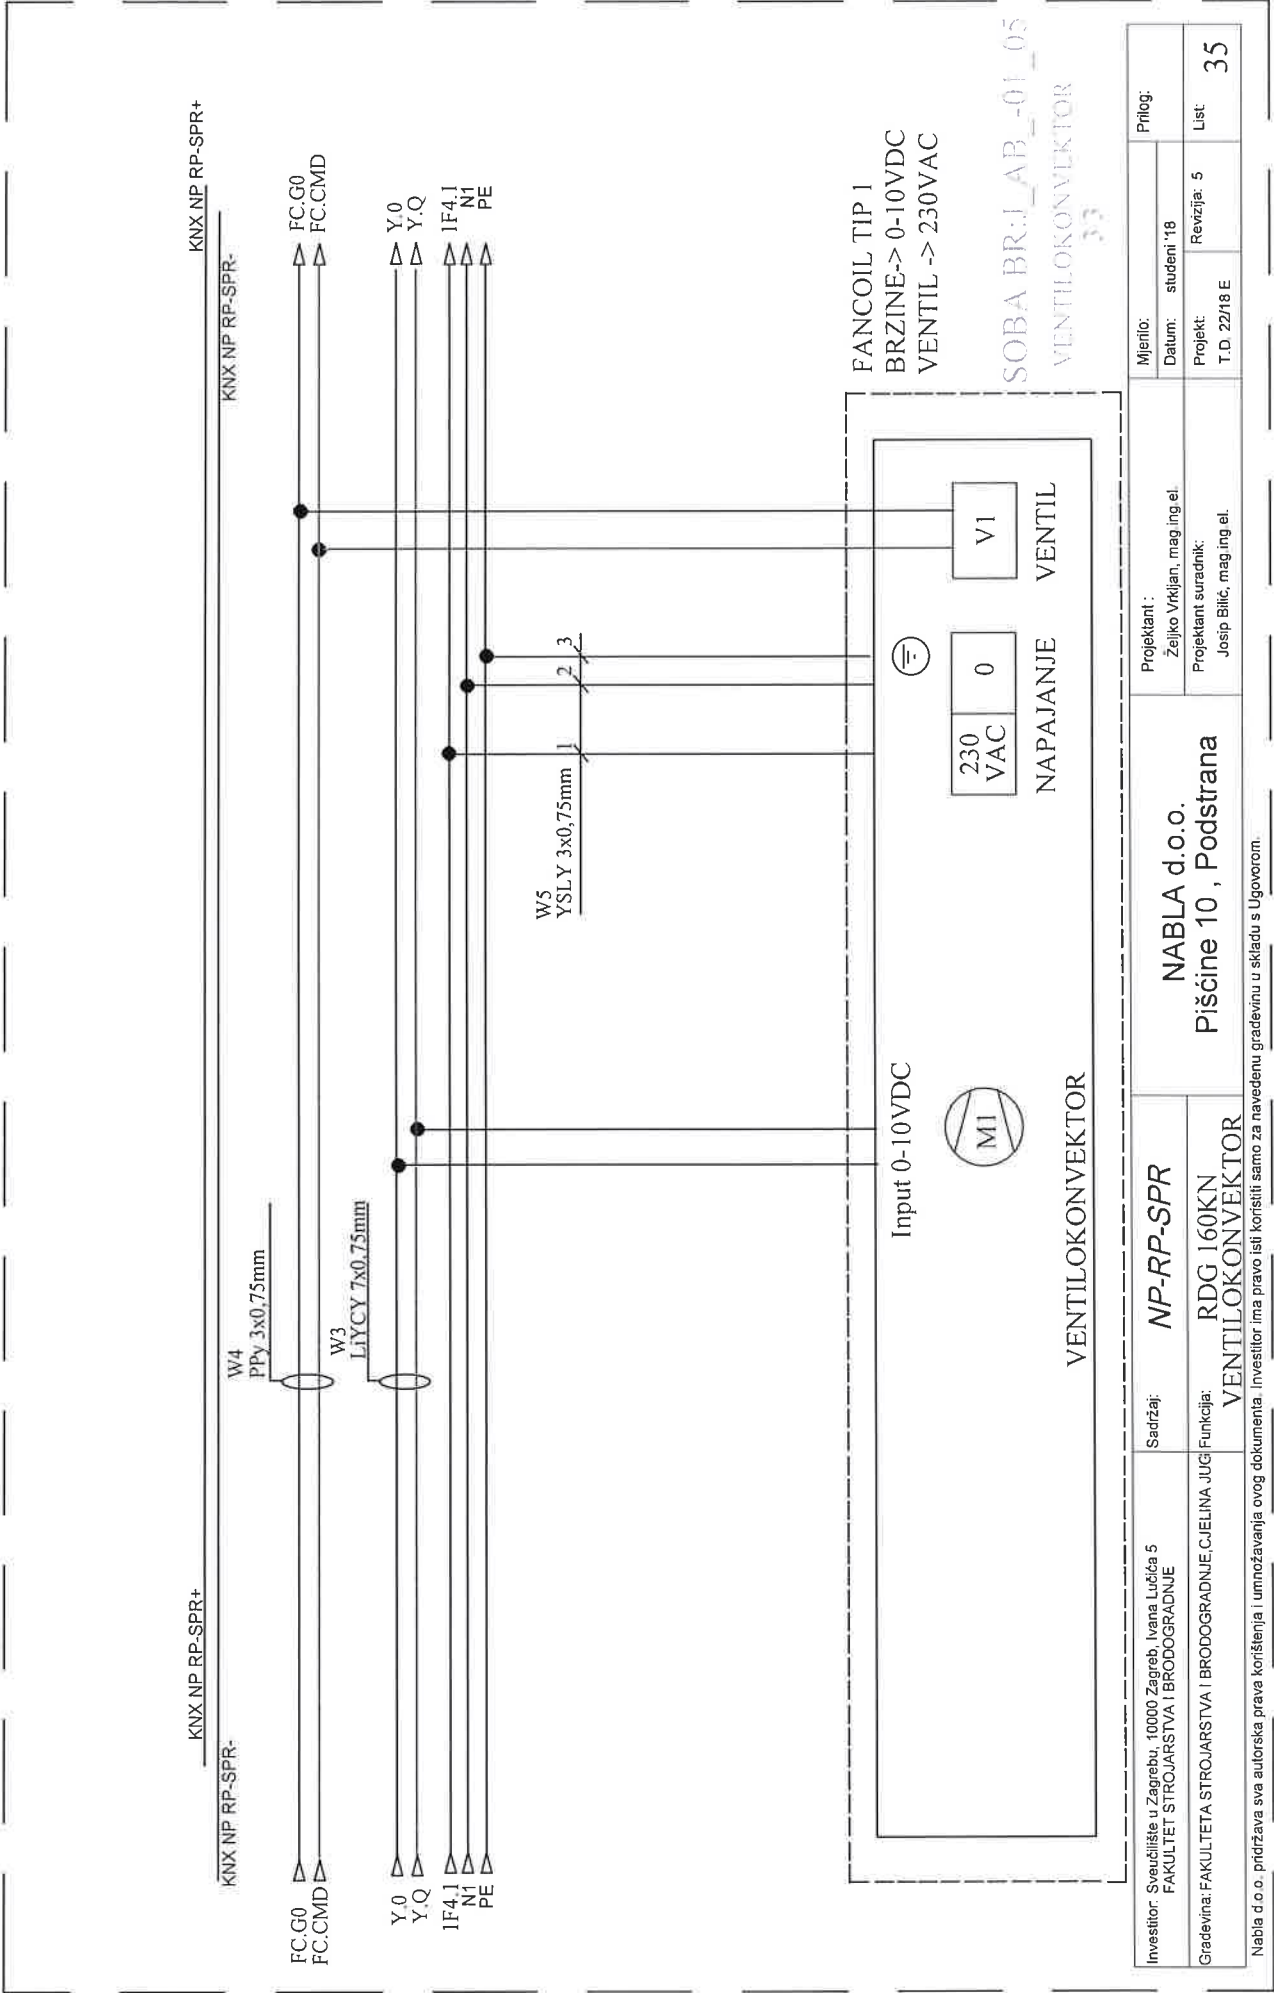 KNX NP RP-SPR+
KNX NP RP-SPR+
KNX NP RP-SPR-
KNX NP RP-SPR-
W4
PPy 3x0,75mm
FC.G0
FC.G0
FC.CMD
FC.CMD
W3
LiYCY 7x0,75mm
Y.0
Y.0
Y.Q
Y.Q
1F4.1
1F4.1
N1
N1
PE
PE
W5
YSLY 3x0,75mm
1
2
3
FANCOIL TIP 1
BRZINE-> 0-10VDC
VENTIL -> 230VAC
Input 0-10VDC
M1
230
VAC
0
V1
VENTILOKONVEKTOR
NAPAJANJE
VENTIL
SOBA BR:J_AB_-01_05
VENTILOKONVEKTOR
Investitor: Sveučilište u Zagrebu, 10000 Zagreb, Ivana Lučića 5
FAKULTET STROJARSTVA I BRODOGRADNJE
Građevina: FAKULTETA STROJARSTVA I BRODOGRADNJE,CJELINA JUG
Sadržaj:
NP-RP-SPR
Funkcija:
RDG 160KN
VENTILOKONVEKTOR
NABLA d.o.o.
Pišćine 10 , Podstrana
Projektant :
Željko Vrkljan, mag.ing.el.
Projektant suradnik:
Josip Bilić, mag.ing.el.
Mjerilo:
Datum: studeni '18
Projekt:
T.D. 22/18 E
Revizija: 5
Prilog:
List: 35
Nabla d.o.o. pridržava sva autorska prava korištenja i umnožavanja ovog dokumenta. Investitor ima pravo isti koristiti samo za navedenu građevinu u skladu s Ugovorom.